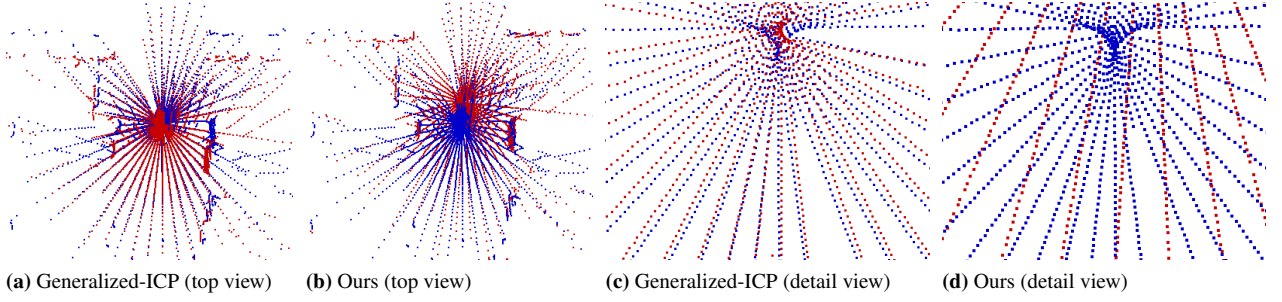 (a) Generalized-ICP (top view)
(b) Ours (top view)
(c) Generalized-ICP (detail view)
(d) Ours (detail view)